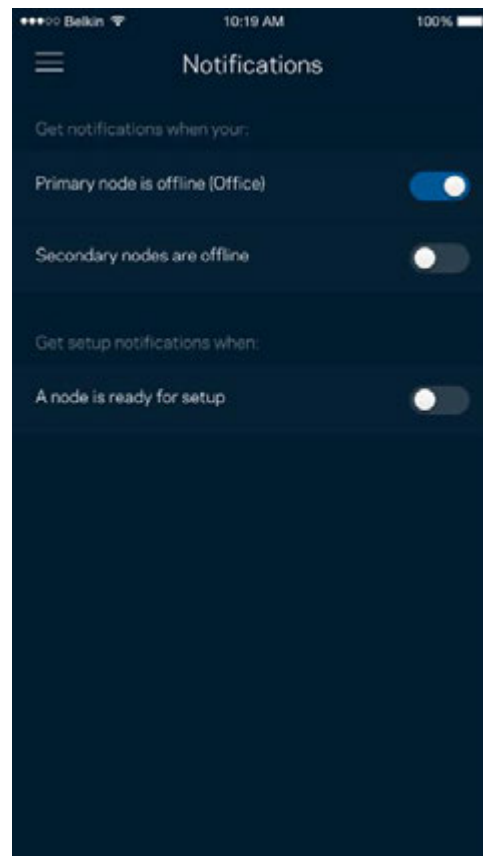 Belkin 10:19 AM 100%
Notifications
Get notifications when your:
Primary node is offline (Office)
Secondary nodes are offline
Get setup notifications when:
A node is ready for setup